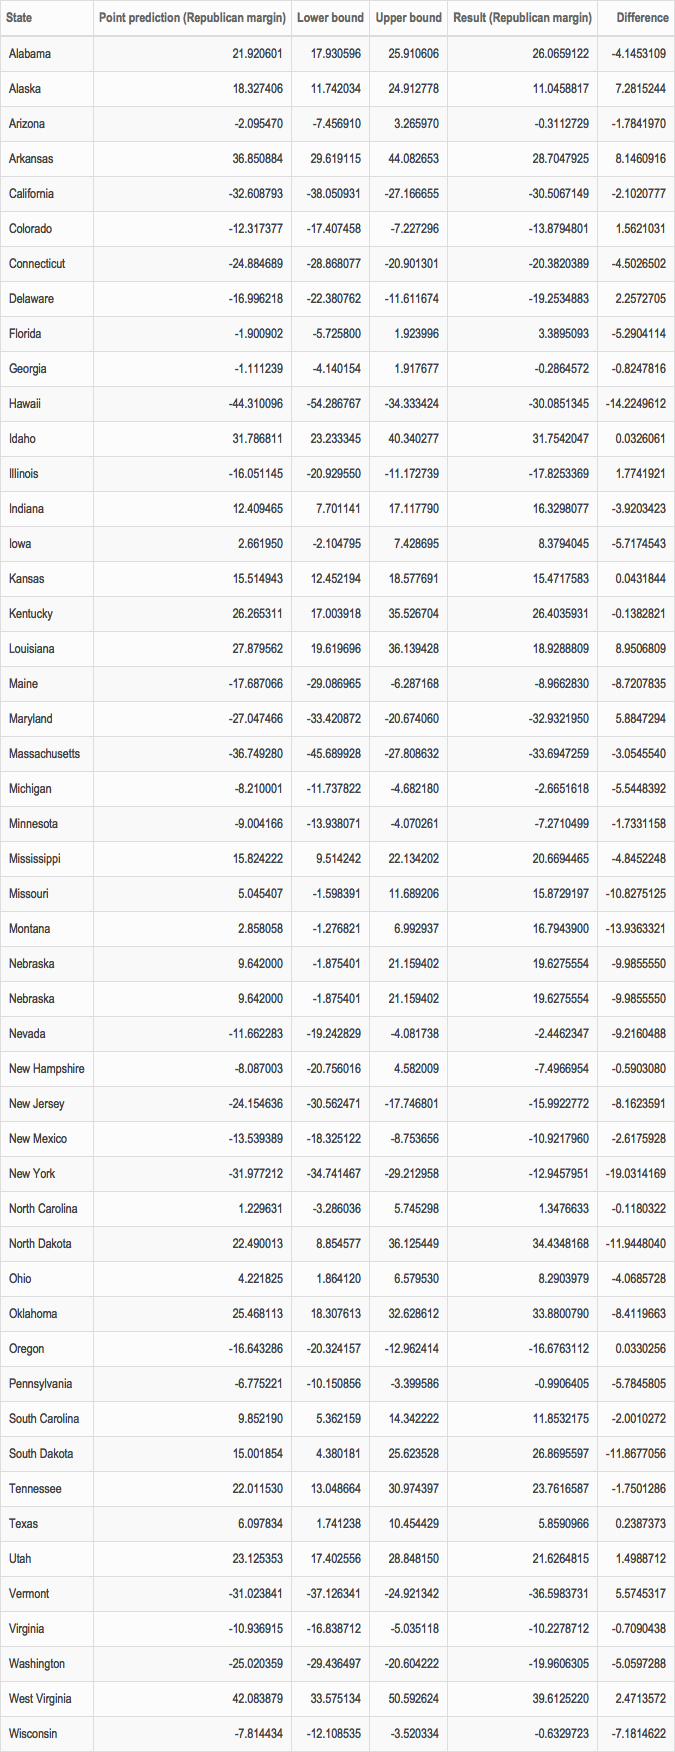 State Point prediction (Republican margin) Lower bound Upper bound Result (Republican margin) Difference
Alabama 21.920601 17.930596 25.910606 26.0659122 -4.1453109
Alaska 18.327406 11.742034 24.912778 11.0458817 7.2815244
Arizona -2.095470 -7.456910 3.265970 -0.3112729 -1.7841970
Arkansas 36.850884 29.619115 44.082653 28.7047925 8.1460916
California -32.608793 -38.050931 -27.166655 -30.5067149 -2.1020777
Colorado -12.317377 -17.407458 -7.227296 -13.8794801 1.5621031
Connecticut -24.884689 -28.868077 -20.901301 -20.3820389 -4.5026502
Delaware -16.996218 -22.380762 -11.611674 -19.2534883 2.2572705
Florida -1.900902 -5.725800 1.923996 3.3895093 -5.2904114
Georgia -1.111239 -4.140154 1.917677 -0.2864572 -0.8247816
Hawaii -44.310096 -54.286767 -34.333424 -30.0851345 -14.2249612
Idaho 31.786811 23.233345 40.340277 31.7542047 0.0326061
Illinois -16.051145 -20.929550 -11.172739 -17.8253369 1.7741921
Indiana 12.409465 7.701141 17.117790 16.3298077 -3.9203423
Iowa 2.661950 -2.104795 7.428695 8.3794045 -5.7174543
Kansas 15.514943 12.452194 18.577691 15.4717583 0.0431844
Kentucky 26.265311 17.003918 35.526704 26.4035931 -0.1382821
Louisiana 27.879562 19.619696 36.139428 18.9288809 8.9506809
Maine -17.687066 -29.086965 -6.287168 -8.9662830 -8.7207835
Maryland -27.047466 -33.420872 -20.674060 -32.9321950 5.8847294
Massachusetts -36.749280 -45.689928 -27.808632 -33.6947259 -3.0545540
Michigan -8.210001 -11.737822 -4.682180 -2.6651618 -5.5448392
Minnesota -9.004166 -13.938071 -4.070261 -7.2710499 -1.7331158
Mississippi 15.824222 9.514242 22.134202 20.6694465 -4.8452248
Missouri 5.045407 -1.598391 11.689206 15.8729197 -10.8275125
Montana 2.858058 -1.276821 6.992937 16.7943900 -13.9363321
Nebraska 9.642000 -1.875401 21.159402 19.6275554 -9.9855550
Nebraska 9.642000 -1.875401 21.159402 19.6275554 -9.9855550
Nevada -11.662283 -19.242829 -4.081738 -2.4462347 -9.2160488
New Hampshire -8.087003 -20.756016 4.582009 -7.4966954 -0.5903080
New Jersey -24.154636 -30.562471 -17.746801 -15.9922772 -8.1623591
New Mexico -13.539389 -18.325122 -8.753656 -10.9217960 -2.6175928
New York -31.977212 -34.741467 -29.212958 -12.9457951 -19.0314169
North Carolina 1.229631 -3.286036 5.745298 1.3476633 -0.1180322
North Dakota 22.490013 8.854577 36.125449 34.4348168 -11.9448040
Ohio 4.221825 1.864120 6.579530 8.2903979 -4.0685728
Oklahoma 25.468113 18.307613 32.628612 33.8800790 -8.4119663
Oregon -16.643286 -20.324157 -12.962414 -16.6763112 0.0330256
Pennsylvania -6.775221 -10.150856 -3.399586 -0.9906405 -5.7845805
South Carolina 9.852190 5.362159 14.342222 11.8532175 -2.0010272
South Dakota 15.001854 4.380181 25.623528 26.8695597 -11.8677056
Tennessee 22.011530 13.048664 30.974397 23.7616587 -1.7501286
Texas 6.097834 1.741238 10.454429 5.8590966 0.2387373
Utah 23.125353 17.402556 28.848150 21.6264815 1.4988712
Vermont -31.023841 -37.126341 -24.921342 -36.5983731 5.5745317
Virginia -10.936915 -16.838712 -5.035118 -10.2278712 -0.7090438
Washington -25.020359 -29.436497 -20.604222 -19.9606305 -5.0597288
West Virginia 42.083879 33.575134 50.592624 39.6125220 2.4713572
Wisconsin -7.814434 -12.108535 -3.520334 -0.6329723 -7.1814622